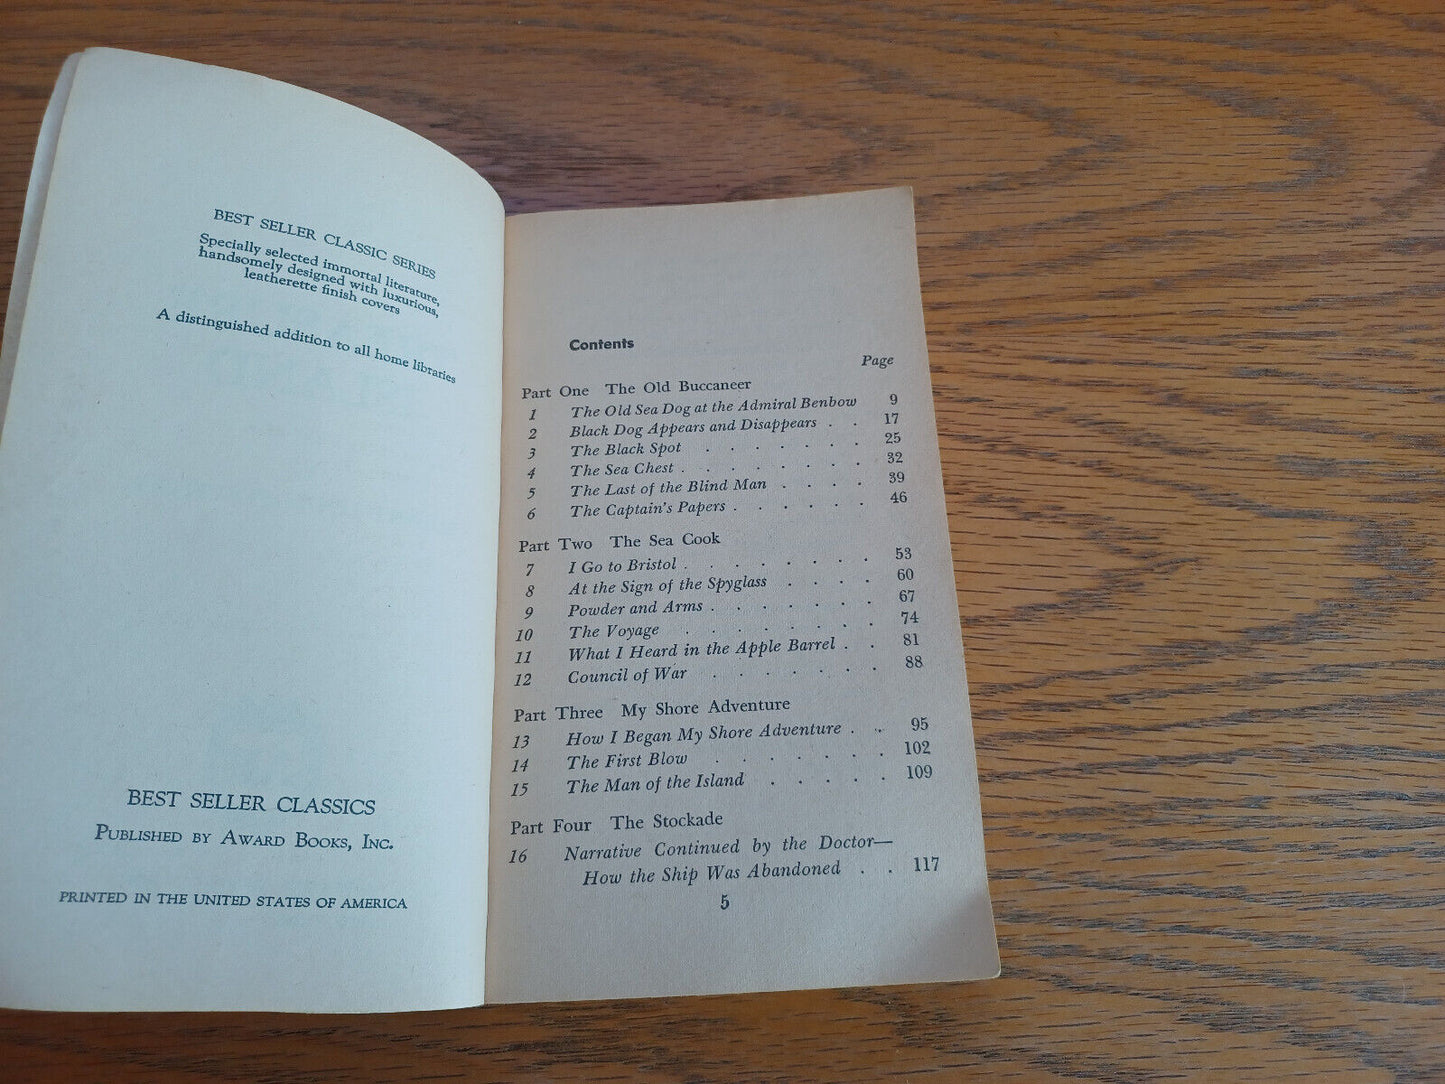 BEST SELLER CLASSIC SERIES
Specially selected immortal literature,
handsomely designed with luxurious,
leatherette finish covers
A distinguished addition to all home libraries
BEST SELLER CLASSICS
PUBLISHED BY AWARD BOOKS, INC.
PRINTED IN THE UNITED STATES OF AMERICA
Contents
Page
Part One The Old Buccaneer
1 The Old Sea Dog at the Admiral Benbow 9
2 Black Dog Appears and Disappears . . 17
3 The Black Spot . . . . . . . 25
4 The Sea Chest . . . . . . . . 32
5 The Last of the Blind Man . . . . 39
6 The Captain's Papers . . . . . . 46
Part Two The Sea Cook
7 I Go to Bristol . . . . . . . . 53
8 At the Sign of the Spyglass . . . . 60
9 Powder and Arms . . . . . . . 67
10 The Voyage . . . . . . . . 74
11 What I Heard in the Apple Barrel . . 81
12 Council of War . . . . . . . 88
Part Three My Shore Adventure
13 How I Began My Shore Adventure . . 95
14 The First Blow . . . . . . . 102
15 The Man of the Island . . . . . 109
Part Four The Stockade
16 Narrative Continued by the Doctor—
How the Ship Was Abandoned . . 117
5